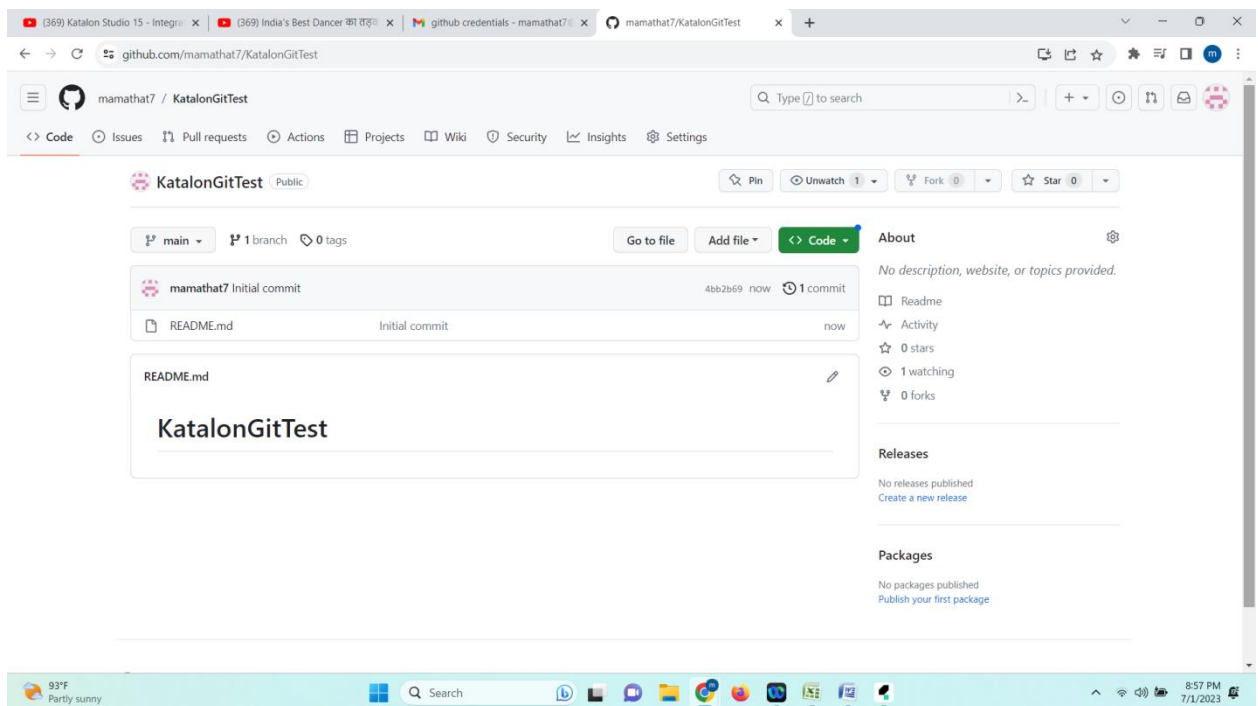 (369) Katalon Studio 15 - Integra
(369) India's Best Dancer का
github credentials - mamathat7
mamathat7/KatalonGitTest
github.com/mamathat7/KatalonGitTest
m
mamathat7 / KatalonGitTest
Type / to search
<> Code Issues Pull requests Actions Projects Wiki Security Insights Settings
KatalonGitTest Public
Pin Unwatch 1 Fork 0 Star 0
main 1 branch 0 tags
Go to file Add file <> Code
mamathat7 Initial commit 4bb2b69 now 1 commit
README.md Initial commit now
README.md
KatalonGitTest
About
No description, website, or topics provided.
Readme
Activity
0 stars
1 watching
0 forks
Releases
No releases published
Create a new release
Packages
No packages published
Publish your first package
93°F
Partly sunny
Search
8:57 PM
7/1/2023